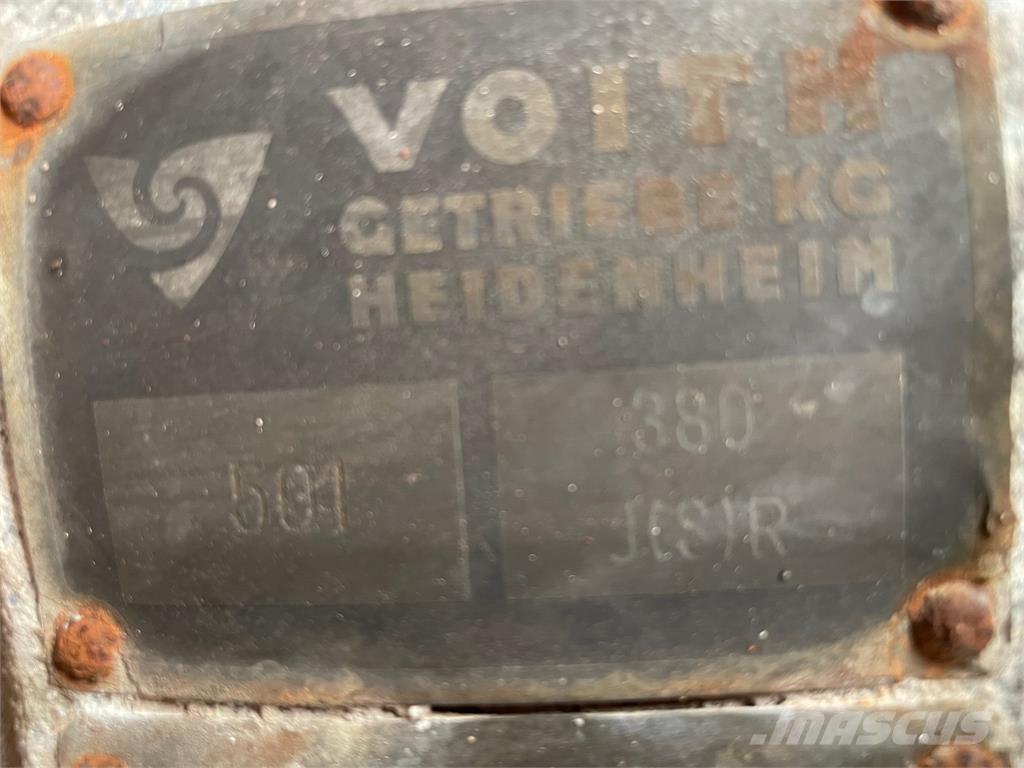 VOITH
GETRIEBE KG
HEIDENHEIM
501
380
J(S)R
MASCUS